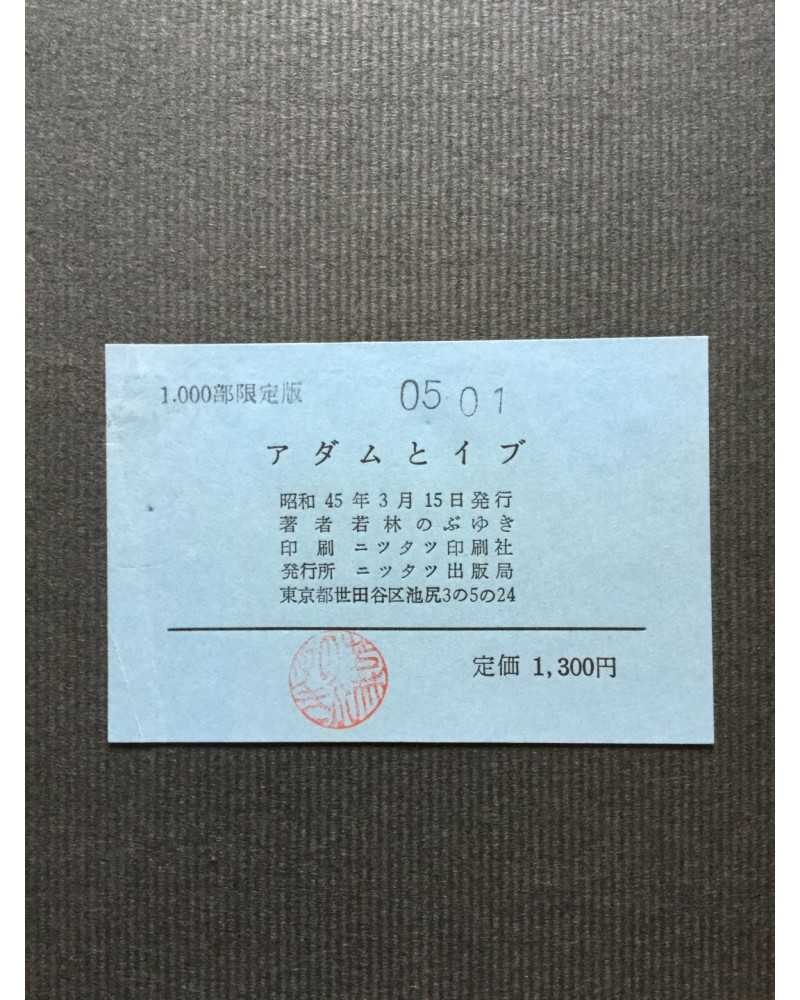 1.000部限定版 05 01
アダムとイブ
昭和45年3月15日発行
著者 若林のぶゆき
印刷 ニツタツ印刷社
発行所 ニツタツ出版局
東京都世田谷区池尻3の5の24
定価 1,300円